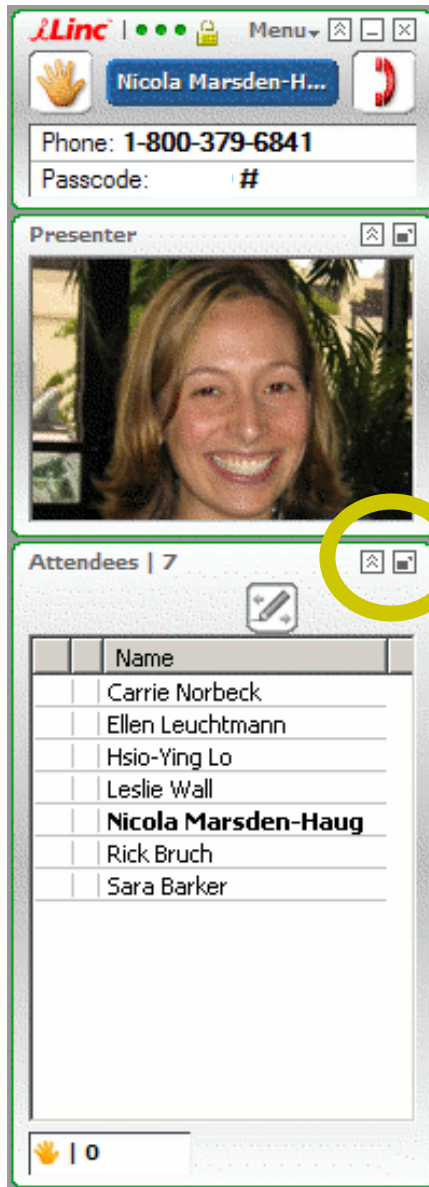 iLinc | Menu
Nicola Marsden-H...
Phone: 1-800-379-6841
Passcode: #
Presenter
Attendees | 7
Name
Carrie Norbeck
Ellen Leuchtmann
Hsio-Ying Lo
Leslie Wall
Nicola Marsden-Haug
Rick Bruch
Sara Barker
| 0